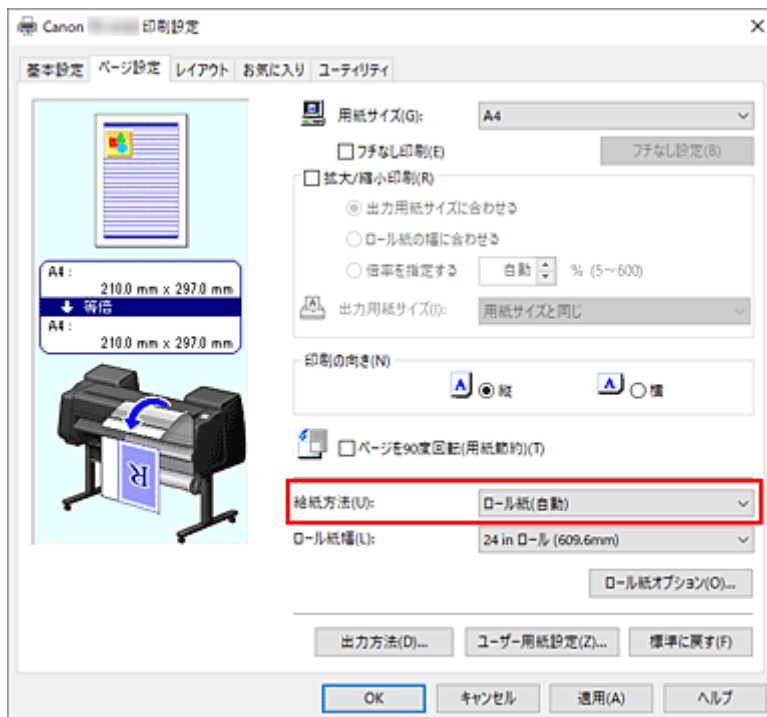 Canon 印刷設定
基本設定 ページ設定 レイアウト お気に入り ユーティリティ
用紙サイズ(G): A4
フチなし印刷(E) フチなし設定(B)
拡大/縮小印刷(R)
出力用紙サイズに合わせる
ロール紙の幅に合わせる
倍率を指定する 自動 % (5～600)
出力用紙サイズ(I): 用紙サイズと同じ
A4 :
210.0 mm x 297.0 mm
等倍
A4 :
210.0 mm x 297.0 mm
印刷の向き(N)
A 縦 A 横
ページを90度回転(用紙節約)(T)
R
給紙方法(U): ロール紙(自動)
ロール紙幅(L): 24 in ロール (609.6mm)
ロール紙オプション(O)...
出力方法(D)... ユーザー用紙設定(Z)... 標準に戻す(F)
OK キャンセル 適用(A) ヘルプ